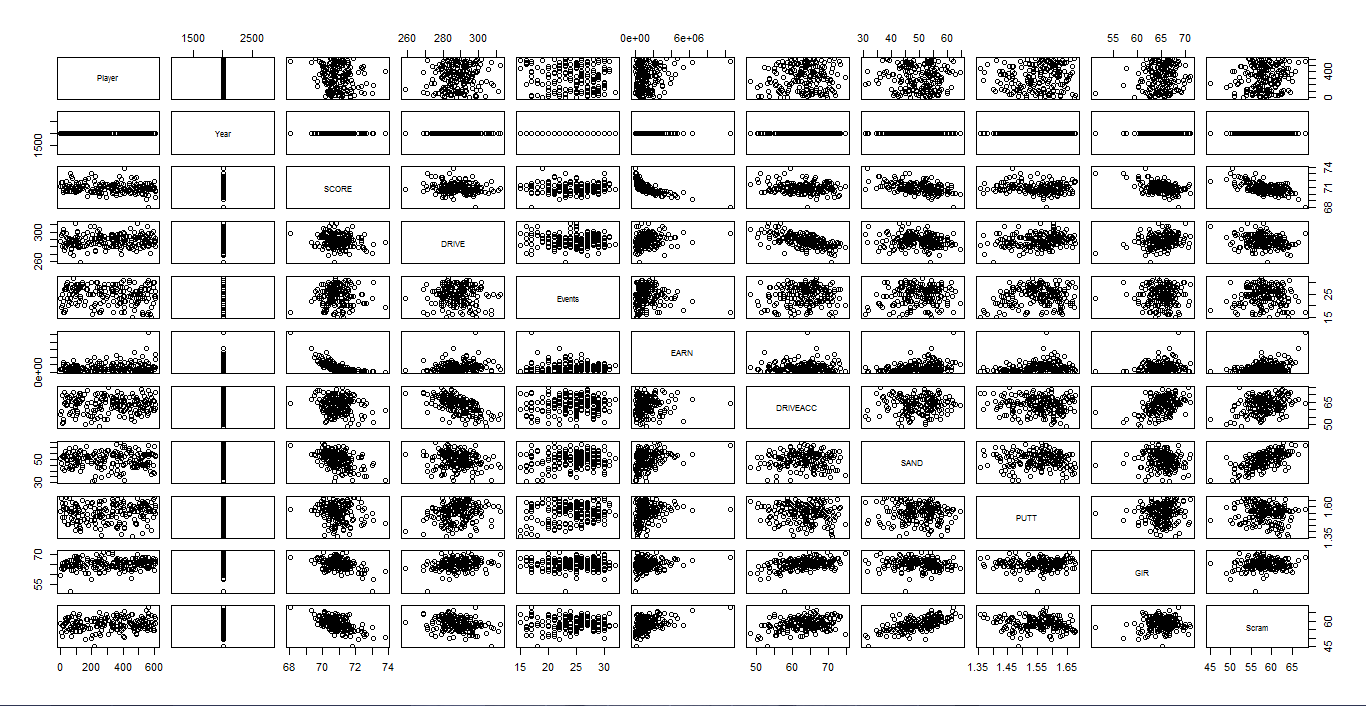 1500 2500 260 280 300 0e+00 6e+06 30 40 50 60 55 60 65 70
Player 0 400
1500 Year
SCORE 68 71 74
260 300 DRIVE
Events 15 25
0e+00 EARN
DRIVEACC 50 65
30 50 SAND
PUTT 1.35 1.60
55 70 GIR
Scram 45 60
0 200 400 600 68 70 72 74 15 20 25 30 50 60 70 1.35 1.45 1.55 1.65 45 50 55 60 65